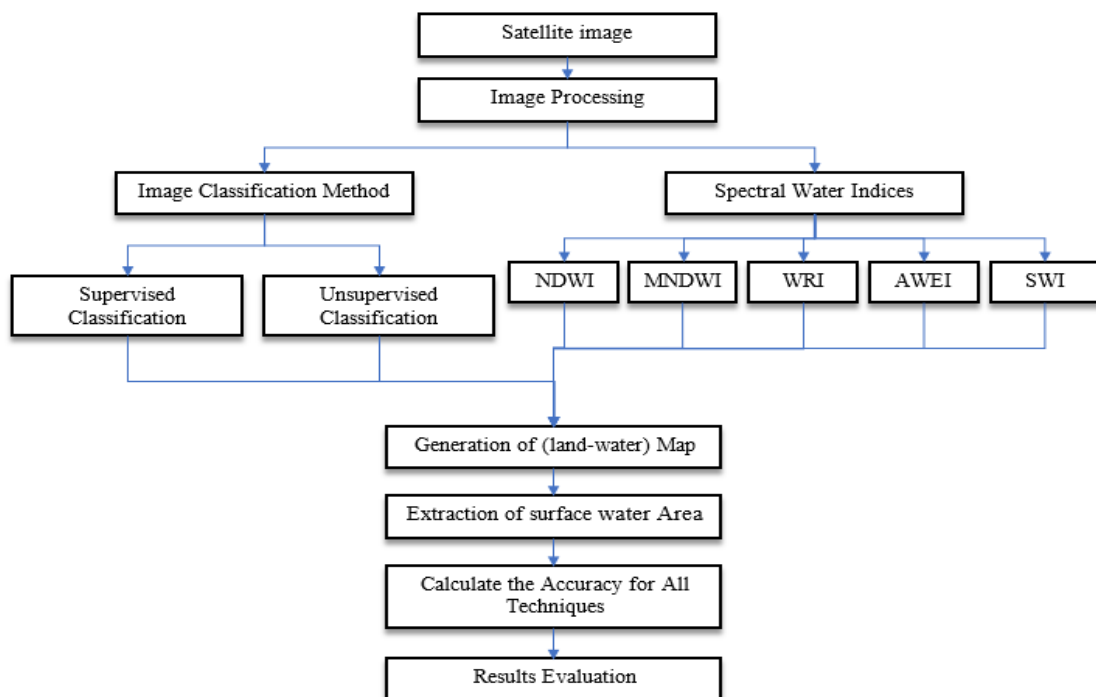 Satellite image
Image Processing
Image Classification Method
Spectral Water Indices
NDWI
MNDWI
WRI
AWEI
SWI
Supervised
Classification
Unsupervised
Classification
Generation of (land-water) Map
Extraction of surface water Area
Calculate the Accuracy for All
Techniques
Results Evaluation